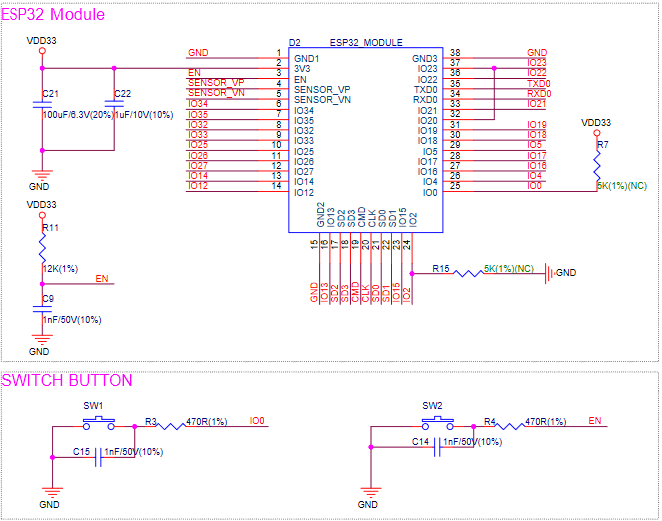 ESP32 Module
VDD33
C21
100uF/6.3V(20%)
C22
1uF/10V(10%)
GND
D2
ESP32_MODULE
GND 1 GND1
2 3V3
EN 3 EN
SENSOR_VP 4 SENSOR_VP
SENSOR_VN 5 SENSOR_VN
IO34 6 IO34
IO35 7 IO35
IO32 8 IO32
IO33 9 IO33
IO25 10 IO25
IO26 11 IO26
IO27 12 IO27
IO14 13 IO14
IO12 14 IO12
GND3 38 GND
IO23 37 IO23
IO22 36 IO22
TXD0 35 TXD0
RXD0 34 RXD0
IO21 33 IO21
IO20 32
IO19 31 IO19
IO18 30 IO18
IO5 29 IO5
IO17 28 IO17
IO16 27 IO16
IO4 26 IO4
IO0 25 IO0
GND2 15 GND
IO13 16 IO13
SD2 17 SD2
SD3 18 SD3
CMD 19 CMD
CLK 20 CLK
SD0 21 SD0
SD1 22 SD1
IO15 23 IO15
IO2 24 IO2
VDD33
R7
5K(1%)(NC)
R15
5K(1%)(NC)
GND
VDD33
R11
12K(1%)
EN
C9
1nF/50V(10%)
GND
SWITCH BUTTON
SW1
R3
470R(1%)
IO0
C15
1nF/50V(10%)
GND
SW2
R4
470R(1%)
EN
C14
1nF/50V(10%)
GND